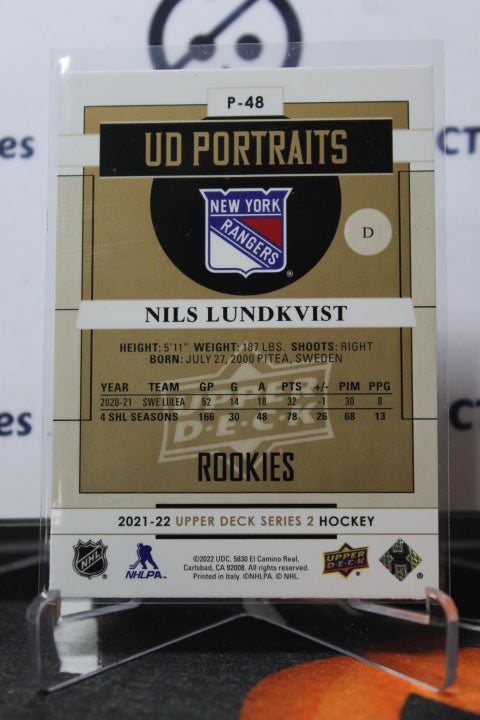 P-48
UD PORTRAITS
NEW YORK
RANGERS
®
D
NILS LUNDKVIST
HEIGHT: 5'11" WEIGHT: 187 LBS. SHOOTS: RIGHT
BORN: JULY 27, 2000 PITEA, SWEDEN
YEAR TEAM GP G A PTS +/- PIM PPG
2020-21 SWE LULEA 52 14 18 32 -1 30 8
4 SHL SEASONS 166 30 48 78 26 68 13
UPPER DECK
ROOKIES
2021-22 UPPER DECK SERIES 2 HOCKEY
NHL
NHLPA
©2022 UDC. 5830 El Camino Real,
Carlsbad, CA 92008. All rights reserved.
Printed in Italy. ©NHLPA. © NHL.
UPPER DECK
®